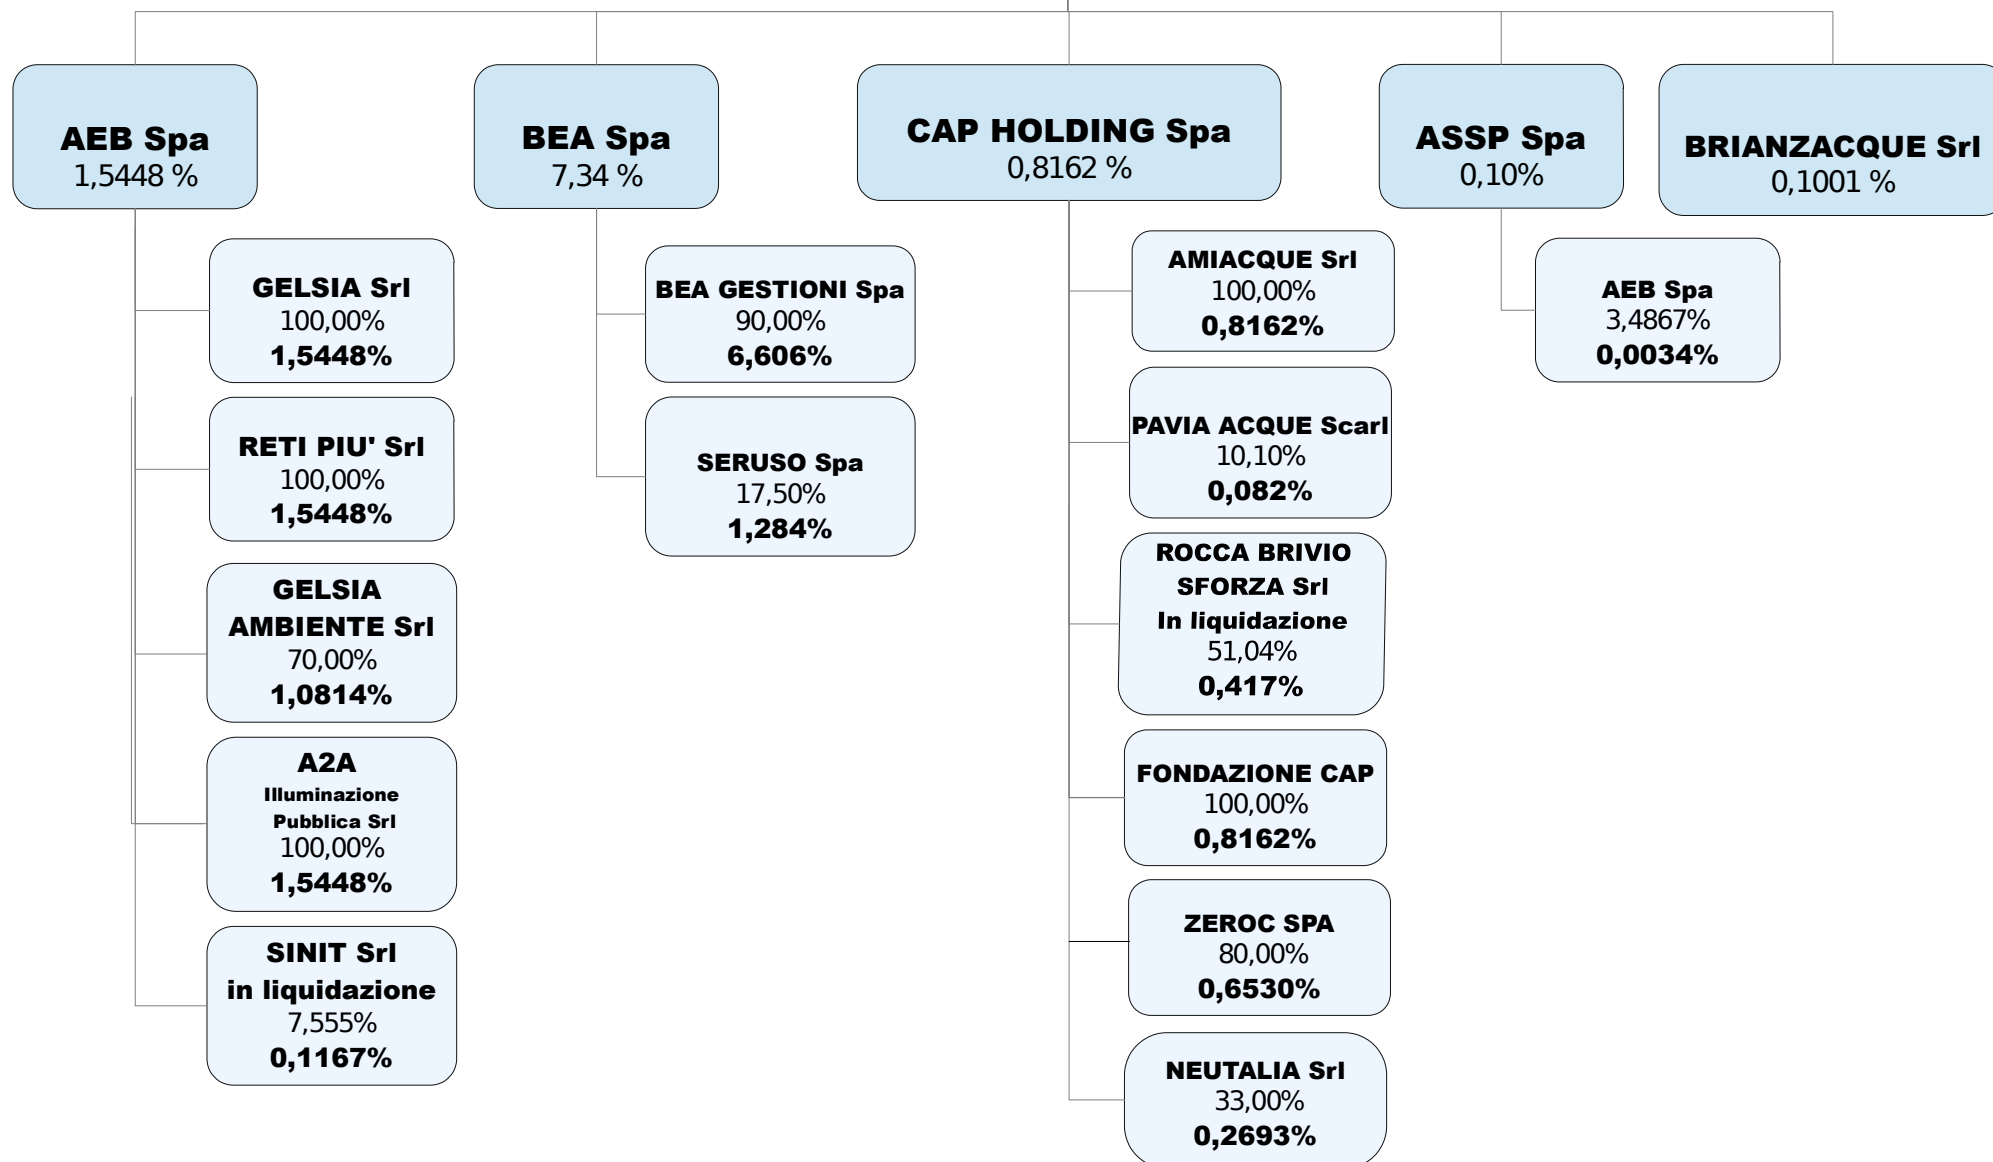 AEB Spa
1,5448 %
BEA Spa
7,34 %
CAP HOLDING Spa
0,8162 %
ASSP Spa
0,10%
BRIANZACQUE Srl
0,1001 %
GELSIA Srl
100,00%
1,5448%
RETI PIU' Srl
100,00%
1,5448%
GELSIA
AMBIENTE Srl
70,00%
1,0814%
A2A
Illuminazione
Pubblica Srl
100,00%
1,5448%
SINIT Srl
in liquidazione
7,555%
0,1167%
BEA GESTIONI Spa
90,00%
6,606%
SERUSO Spa
17,50%
1,284%
AMIACQUE Srl
100,00%
0,8162%
PAVIA ACQUE Scarl
10,10%
0,082%
ROCCA BRIVIO
SFORZA Srl
In liquidazione
51,04%
0,417%
FONDAZIONE CAP
100,00%
0,8162%
ZEROC SPA
80,00%
0,6530%
NEUTALIA Srl
33,00%
0,2693%
AEB Spa
3,4867%
0,0034%